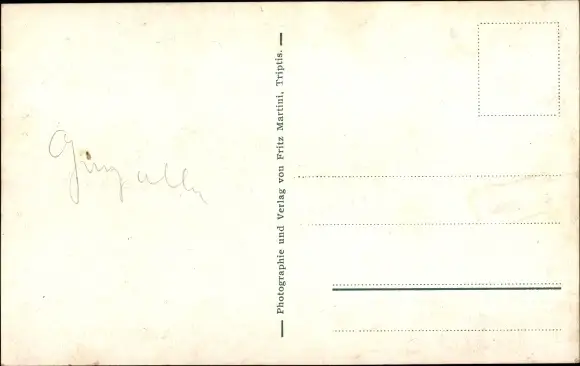 Photographie und Verlag von Fritz Martini, Triptis.